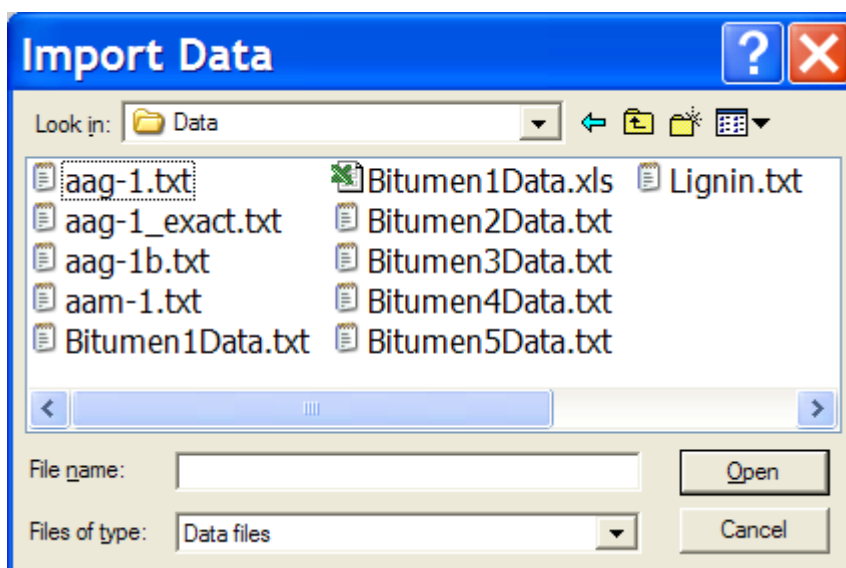 Import Data
Look in: Data
aag-1.txt
aag-1_exact.txt
aag-1b.txt
aam-1.txt
Bitumen1Data.txt
Bitumen1Data.xls
Bitumen2Data.txt
Bitumen3Data.txt
Bitumen4Data.txt
Bitumen5Data.txt
Lignin.txt
File name:
Open
Files of type: Data files
Cancel